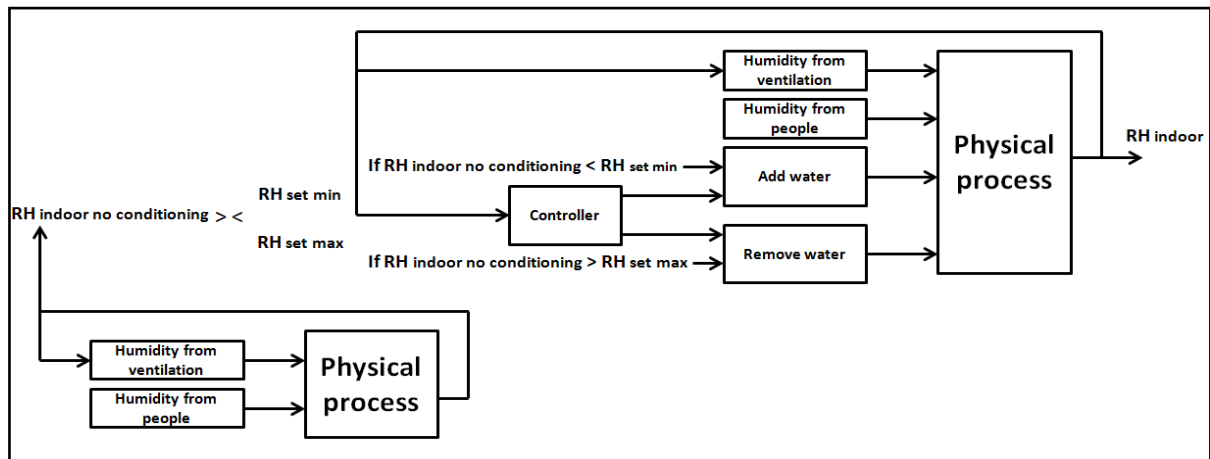 Humidity from
ventilation
Humidity from
people
Physical
process
RH indoor
If RH indoor no conditioning < RH set min
Add water
RH set min
RH indoor no conditioning > <
RH set max
Controller
If RH indoor no conditioning > RH set max
Remove water
Humidity from
ventilation
Humidity from
people
Physical
process